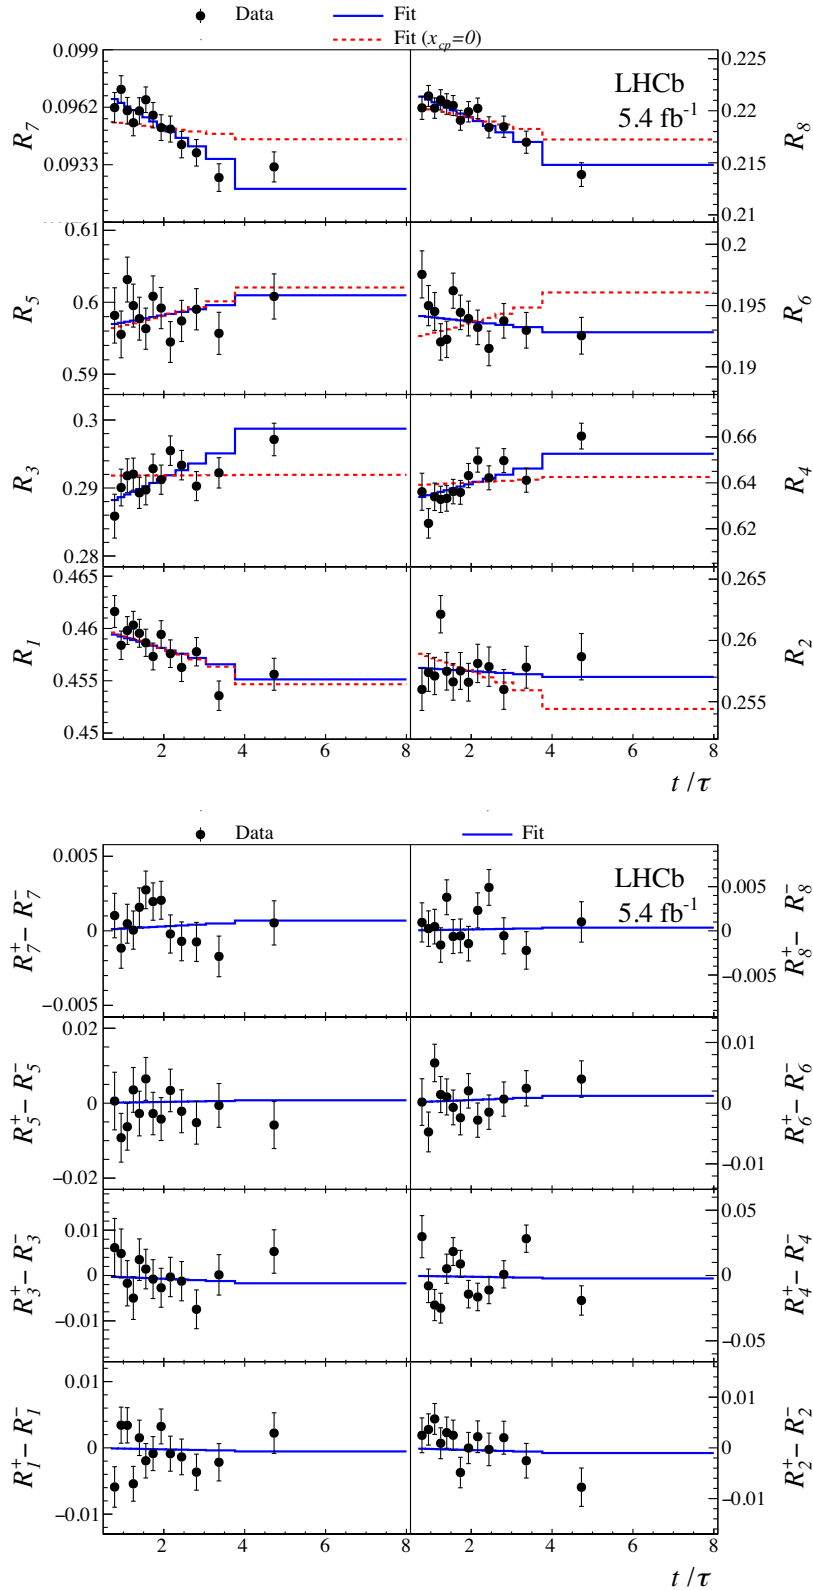 Data Fit
Fit (x_cp=0)
0.099
0.0962
0.0933
R_7
LHCb
5.4 fb^-1
0.225
0.22
0.215
0.21
R_8
0.61
0.6
0.59
R_5
0.2
0.195
0.19
R_6
0.3
0.29
0.28
R_3
0.66
0.64
0.62
R_4
0.465
0.46
0.455
0.45
R_1
0.265
0.26
0.255
R_2
2 4 6 8 2 4 6 8
t /τ
Data Fit
0.005
0
−0.005
R_7^+− R_7^-
LHCb
5.4 fb^-1
0.005
0
−0.005
R_8^+− R_8^-
0.02
0
−0.02
R_5^+− R_5^-
0.01
0
−0.01
R_6^+− R_6^-
0.01
0
−0.01
R_3^+− R_3^-
0.05
0
−0.05
R_4^+− R_4^-
0.01
0
−0.01
R_1^+− R_1^-
0.01
0
−0.01
R_2^+− R_2^-
2 4 6 8 2 4 6 8
t /τ